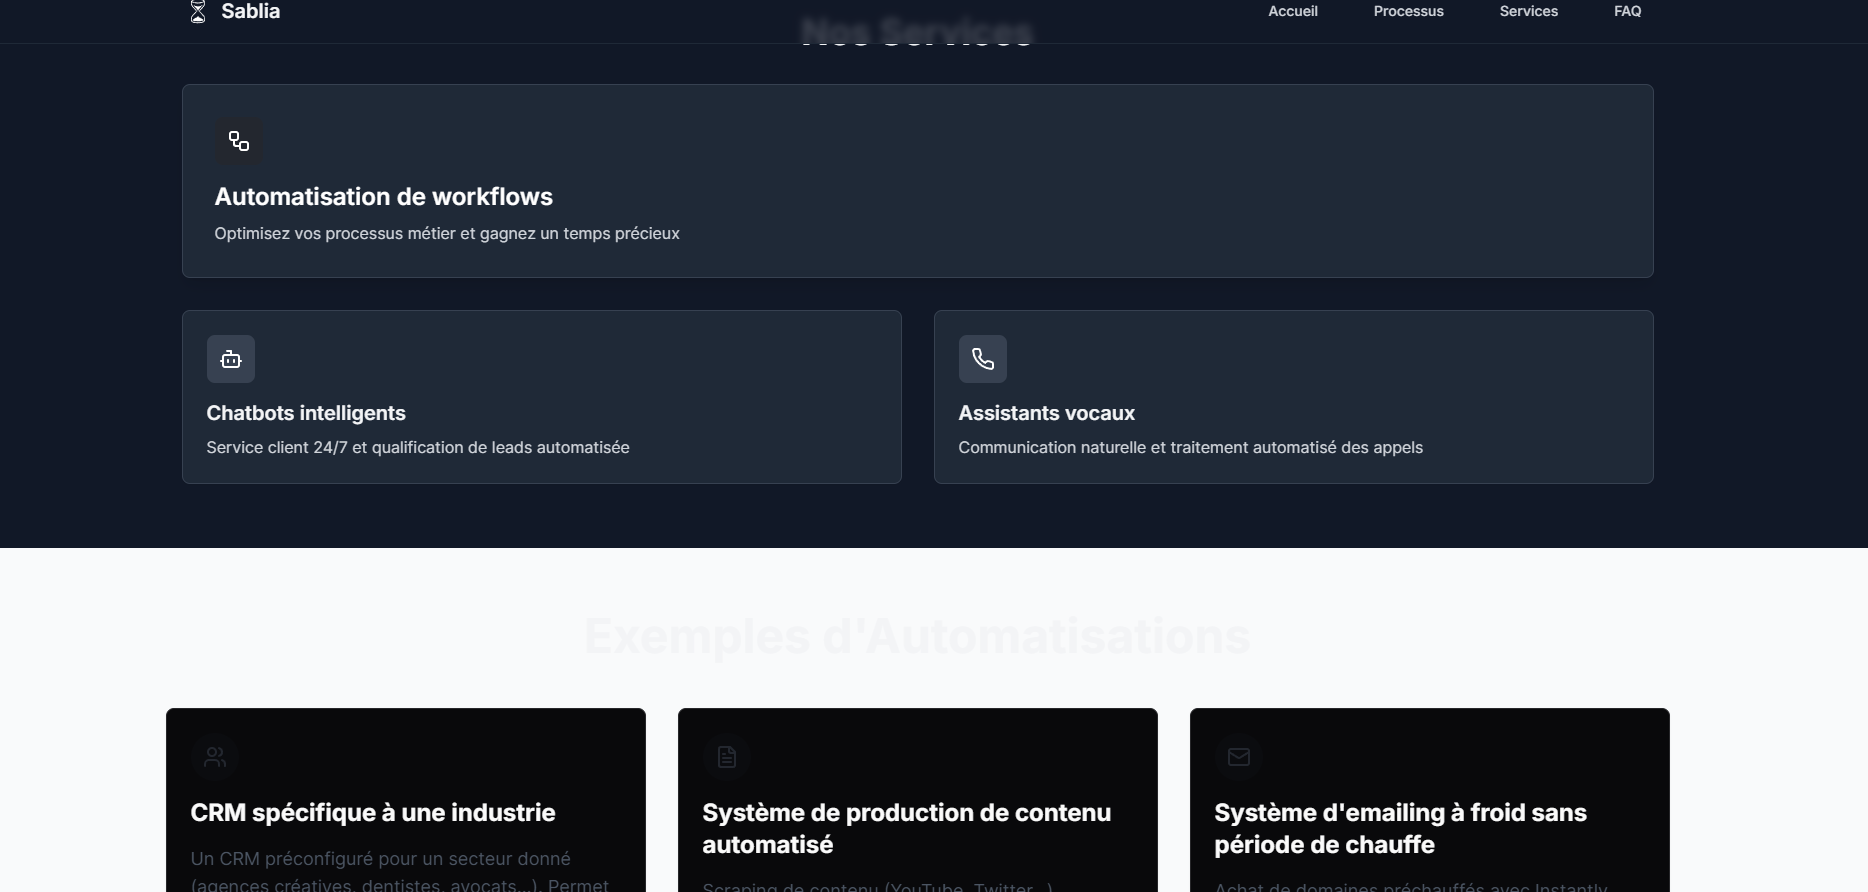 Sablia
Accueil
Processus
Services
FAQ
Nos Services
Automatisation de workflows
Optimisez vos processus métier et gagnez un temps précieux
Chatbots intelligents
Service client 24/7 et qualification de leads automatisée
Assistants vocaux
Communication naturelle et traitement automatisé des appels
Exemples d'Automatisations
CRM spécifique à une industrie
Un CRM préconfiguré pour un secteur donné
(agences créatives, dentistes, avocats...). Permet
Système de production de contenu
automatisé
Scraping de contenu (YouTube, Twitter...)
Système d'emailing à froid sans
période de chauffe
Achat de domaines préchauffés avec Instantly